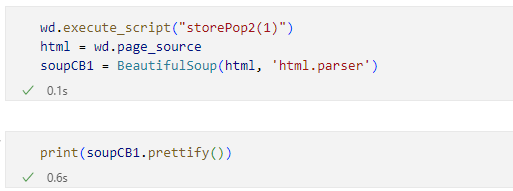 wd.execute_script("storePop2(1)")
html = wd.page_source
soupCB1 = BeautifulSoup(html, 'html.parser')
✓ 0.1s
print(soupCB1.prettify())
✓ 0.6s